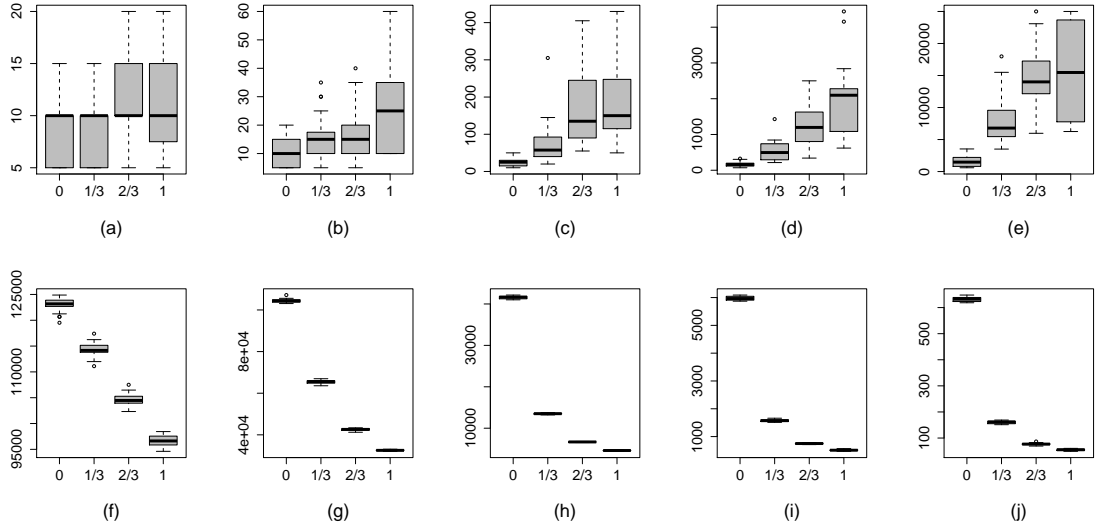 5 10 15 20
0 1/3 2/3 1
(a)
10 20 30 40 50 60
0 1/3 2/3 1
(b)
0 100 200 300 400
0 1/3 2/3 1
(c)
0 1000 3000
0 1/3 2/3 1
(d)
0 10000 20000
0 1/3 2/3 1
(e)
95000 110000 125000
0 1/3 2/3 1
(f)
4e+04 8e+04
0 1/3 2/3 1
(g)
10000 30000
0 1/3 2/3 1
(h)
1000 3000 5000
0 1/3 2/3 1
(i)
100 300 500
0 1/3 2/3 1
(j)